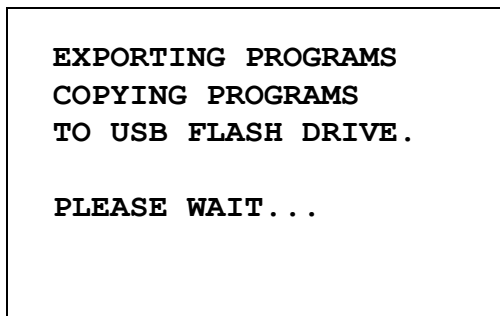 EXPORTING PROGRAMS
COPYING PROGRAMS
TO USB FLASH DRIVE.
PLEASE WAIT...